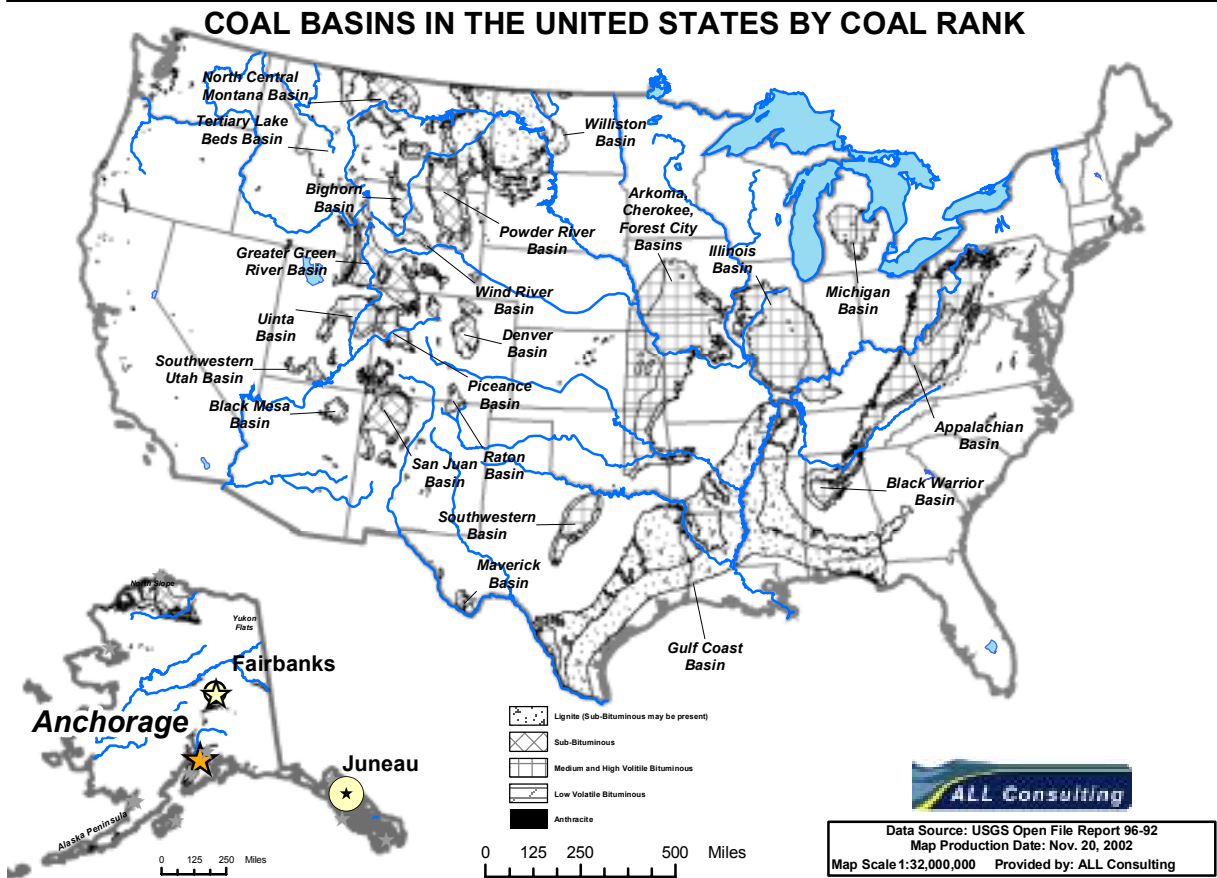 COAL BASINS IN THE UNITED STATES BY COAL RANK
North Central
Montana Basin
Tertiary Lake
Beds Basin
Williston
Basin
Bighorn
Basin
Arkoma,
Cherokee,
Forest City
Basins
Powder River
Basin
Illinois
Basin
Greater Green
River Basin
Wind River
Basin
Michigan
Basin
Uinta
Basin
Denver
Basin
Southwestern
Utah Basin
Piceance
Basin
Black Mesa
Basin
Appalachian
Basin
San Juan
Basin
Raton
Basin
Black Warrior
Basin
Southwestern
Basin
Maverick
Basin
Gulf Coast
Basin
North Slope
Yukon
Flats
Fairbanks
Anchorage
Juneau
Alaska Peninsula
0 125 250 Miles
Lignite (Sub-Bituminous may be present)
Sub-Bituminous
Medium and High Volitile Bituminous
Low Volatile Bituminous
Anthracite
0 125 250 500 Miles
ALL Consulting
Data Source: USGS Open File Report 96-92
Map Production Date: Nov. 20, 2002
Map Scale 1:32,000,000 Provided by: ALL Consulting